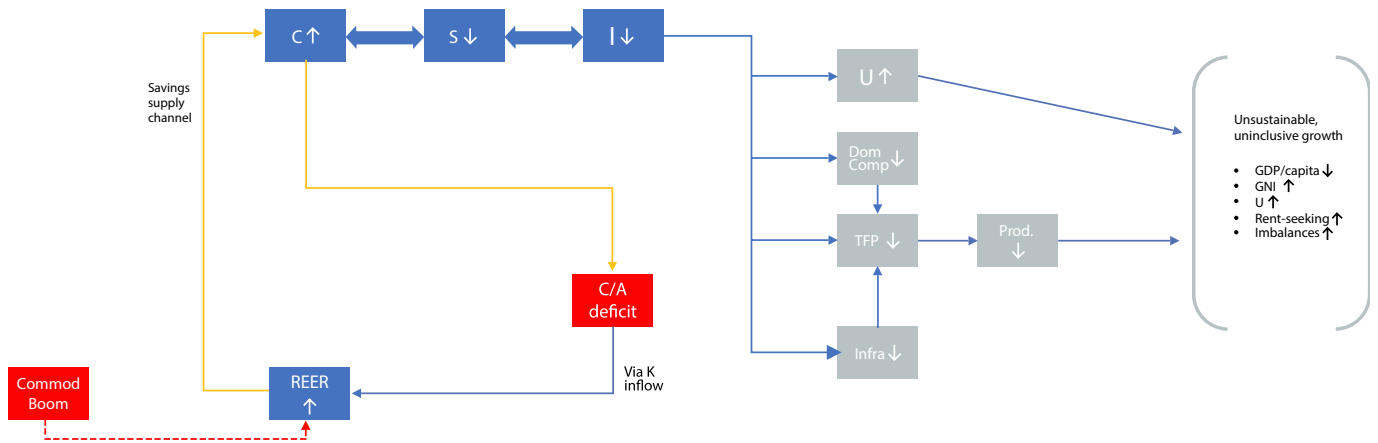 C ↑
S ↓
I ↓
Savings
supply
channel
U ↑
Dom
Comp ↓
TFP ↓
Prod.
↓
Infra ↓
Unsustainable,
uninclusive growth
• GDP/capita ↓
• GNI ↑
• U ↑
• Rent-seeking ↑
• Imbalances ↑
C/A
deficit
Via K
inflow
REER
↑
Commod
Boom